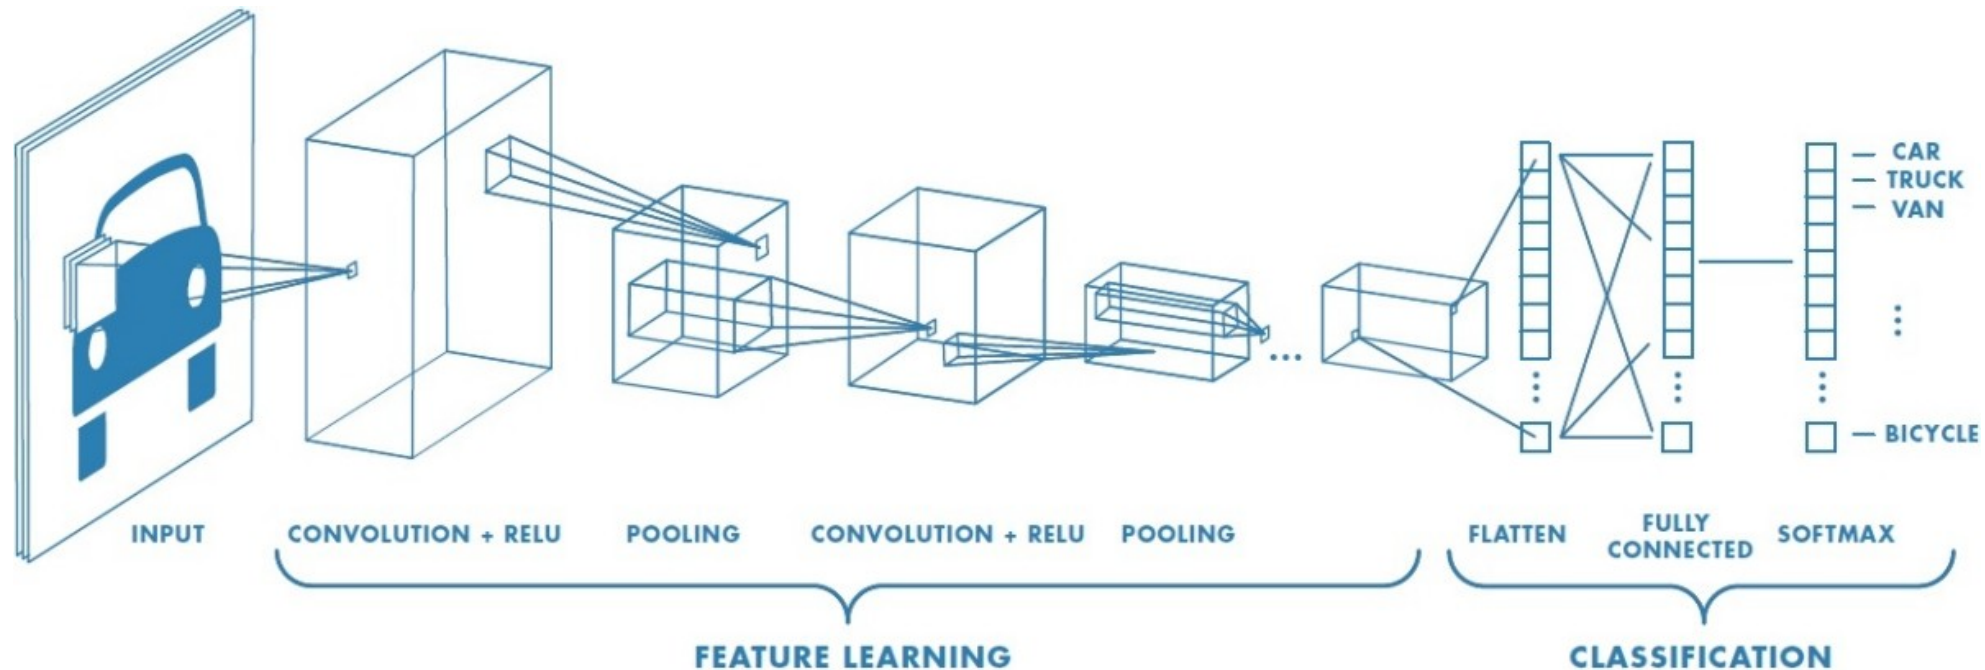 CAR
TRUCK
VAN
BICYCLE
INPUT
CONVOLUTION + RELU
POOLING
CONVOLUTION + RELU
POOLING
FLATTEN
FULLY
CONNECTED
SOFTMAX
FEATURE LEARNING
CLASSIFICATION